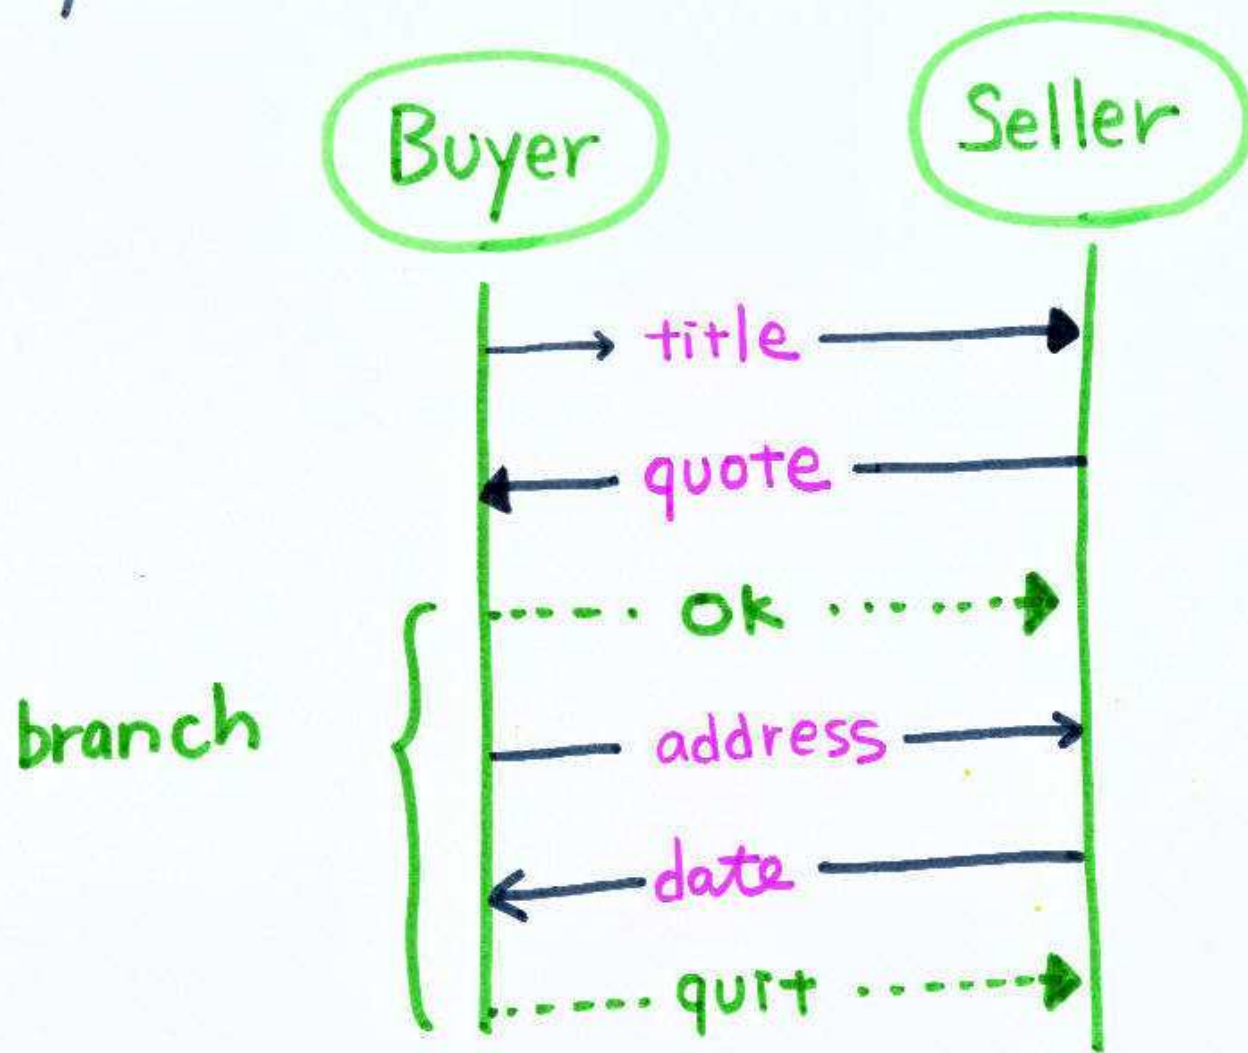 Buyer
Seller
title
quote
ok
address
branch
date
quit